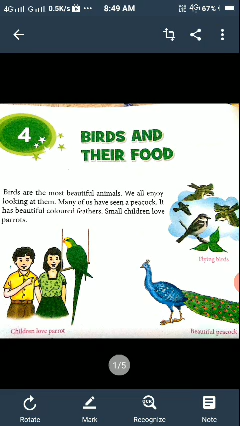 4G G 0.5K/s 8:49 AM 4G 67%
4
BIRDS AND
THEIR FOOD
Birds are the most beautiful animals. We all enjoy
looking at them. Many of us have seen a peacock. It
has beautiful coloured feathers. Small children love
parrots.
Flying birds
Children love parrot
Beautiful peacock
1/5
Rotate Mark Recognize Note